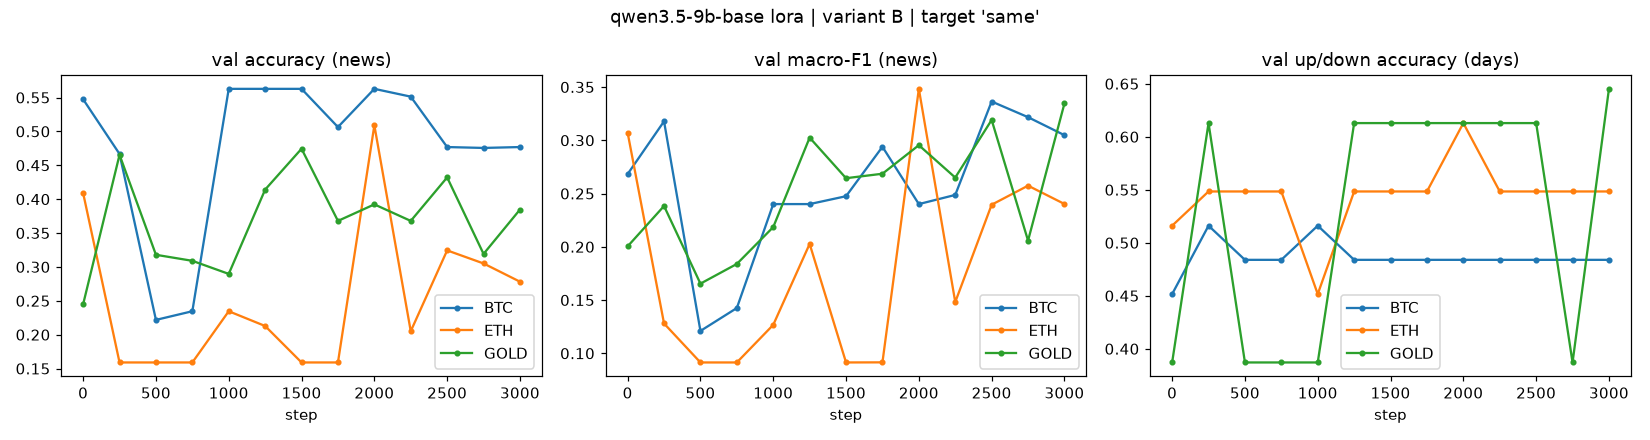 qwen3.5-9b-base lora | variant B | target 'same'
val accuracy (news)
0.55
0.50
0.45
0.40
0.35
0.30
0.25
0.20
0.15
0
500
1000
1500
2000
2500
3000
step
BTC
ETH
GOLD
val macro-F1 (news)
0.35
0.30
0.25
0.20
0.15
0.10
0
500
1000
1500
2000
2500
3000
step
BTC
ETH
GOLD
val up/down accuracy (days)
0.65
0.60
0.55
0.50
0.45
0.40
0
500
1000
1500
2000
2500
3000
step
BTC
ETH
GOLD